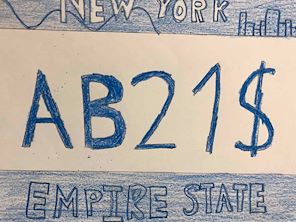 NEW YORK
AB21$
EMPIRE STATE